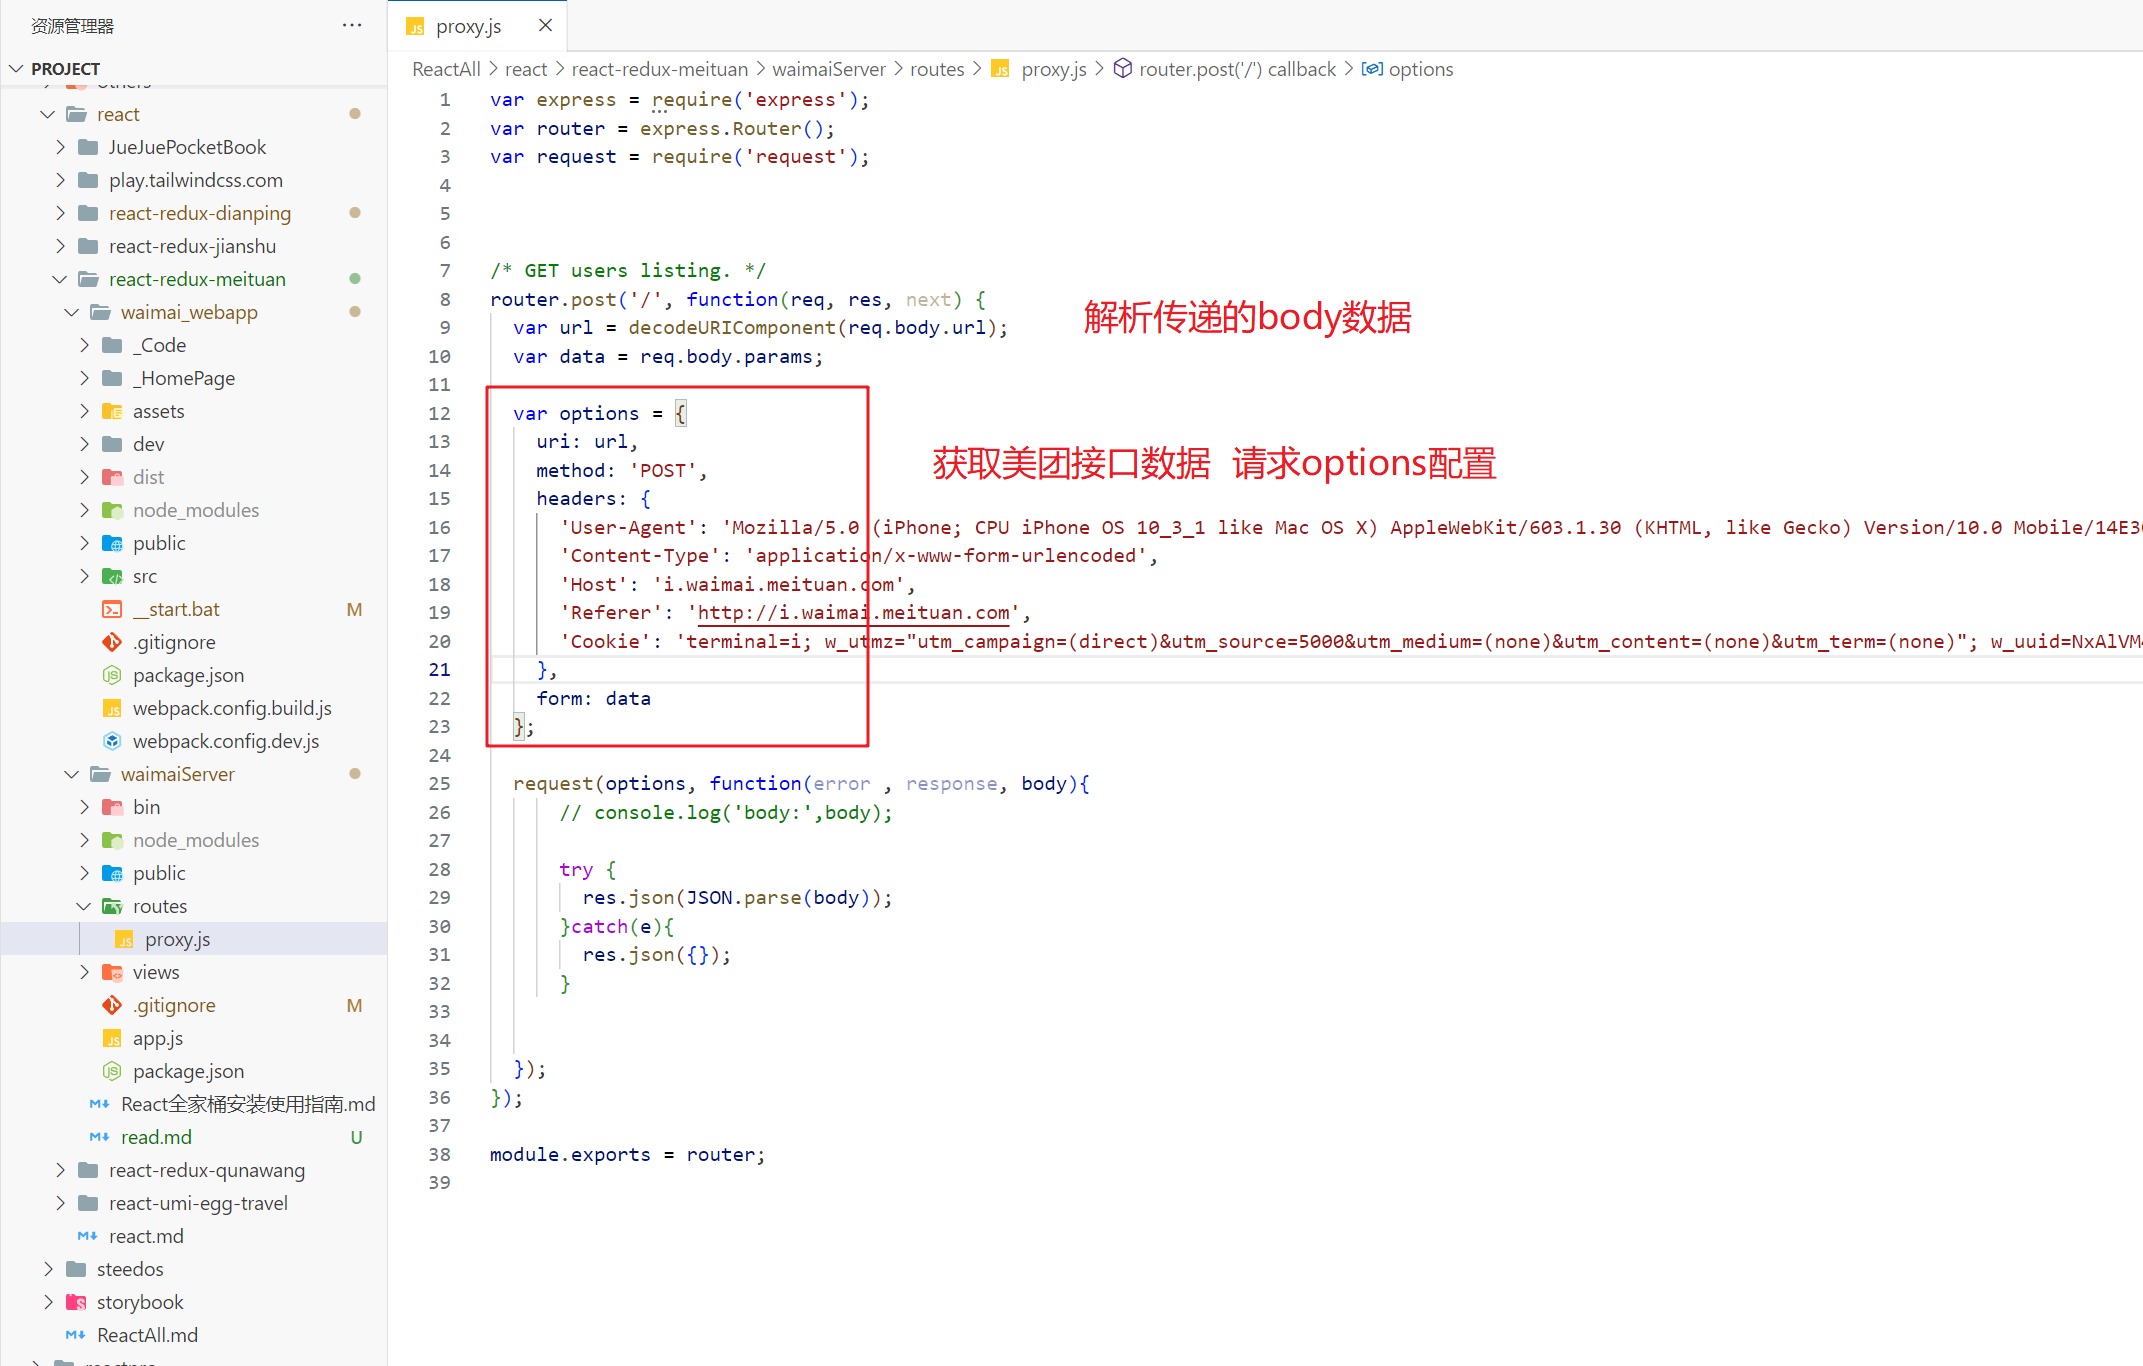 资源管理器
PROJECT
others
react
JueJuePocketBook
play.tailwindcss.com
react-redux-dianping
react-redux-jianshu
react-redux-meituan
waimai_webapp
_Code
_HomePage
assets
dev
dist
node_modules
public
src
__start.bat M
.gitignore
package.json
webpack.config.build.js
webpack.config.dev.js
waimaiServer
bin
node_modules
public
routes
proxy.js
views
.gitignore M
app.js
package.json
React全家桶安装使用指南.md
read.md U
react-redux-qunawang
react-umi-egg-travel
react.md
steedos
storybook
ReactAll.md
proxy.js
ReactAll > react > react-redux-meituan > waimaiServer > routes > proxy.js > router.post('/') callback > options
1 var express = require('express');
2 var router = express.Router();
3 var request = require('request');
4
5
6
7 /* GET users listing. */
8 router.post('/', function(req, res, next) {
9 var url = decodeURIComponent(req.body.url);
解析传递的body数据
10 var data = req.body.params;
11
12 var options = {
13 uri: url,
14 method: 'POST',
获取美团接口数据 请求options配置
15 headers: {
16 'User-Agent': 'Mozilla/5.0 (iPhone; CPU iPhone OS 10_3_1 like Mac OS X) AppleWebKit/603.1.30 (KHTML, like Gecko) Version/10.0 Mobile/14E3
17 'Content-Type': 'application/x-www-form-urlencoded',
18 'Host': 'i.waimai.meituan.com',
19 'Referer': 'http://i.waimai.meituan.com',
20 'Cookie': 'terminal=i; w_utmz="utm_campaign=(direct)&utm_source=5000&utm_medium=(none)&utm_content=(none)&utm_term=(none)"; w_uuid=NxAlVM
21 },
22 form: data
23 };
24
25 request(options, function(error , response, body){
26 // console.log('body:',body);
27
28 try {
29 res.json(JSON.parse(body));
30 }catch(e){
31 res.json({});
32 }
33
34
35 });
36 });
37
38 module.exports = router;
39